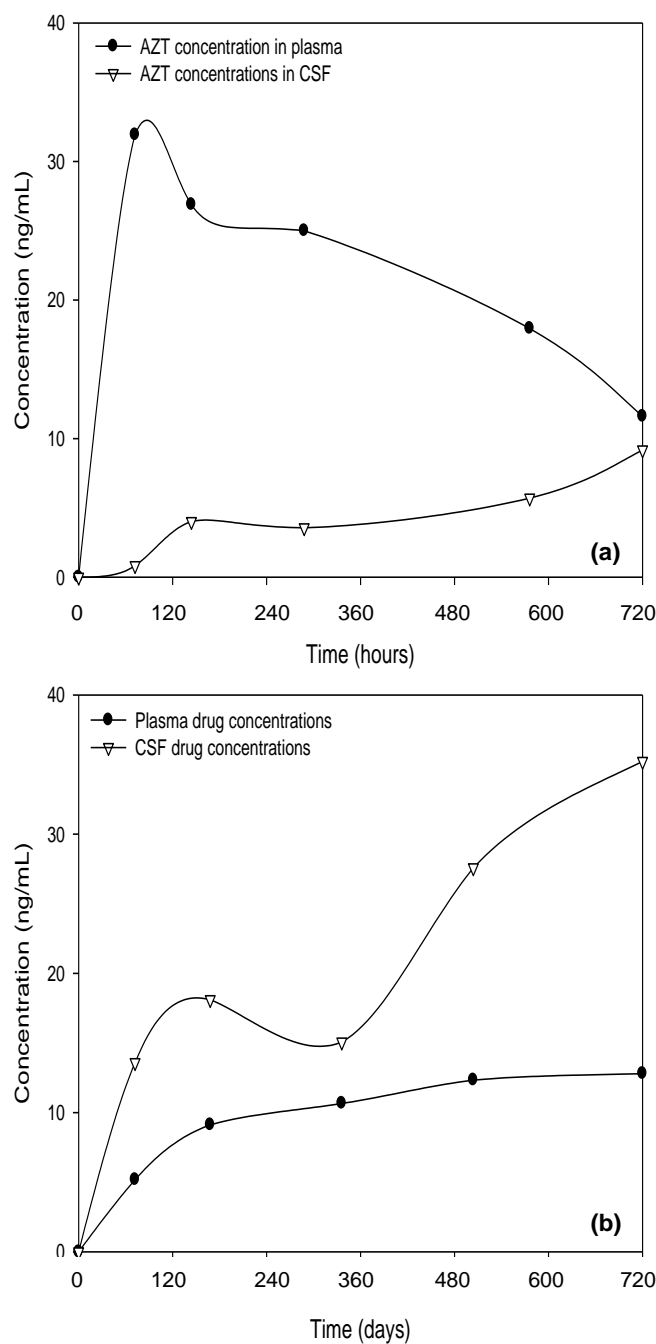 40
AZT concentration in plasma
AZT concentrations in CSF
30
20
10
0
Concentration (ng/mL)
(a)
0 120 240 360 480 600 720
Time (hours)
40
Plasma drug concentrations
CSF drug concentrations
30
20
10
0
Concentration (ng/mL)
(b)
0 120 240 360 480 600 720
Time (days)